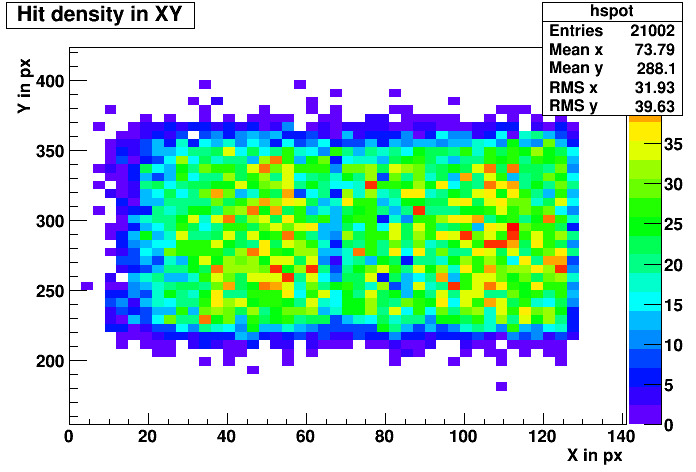 Hit density in XY
hspot
Entries 21002
Mean x 73.79
Mean y 288.1
RMS x 31.93
RMS y 39.63
Y in px
400
350
300
250
200
0 20 40 60 80 100 120 140
X in px
35
30
25
20
15
10
5
0